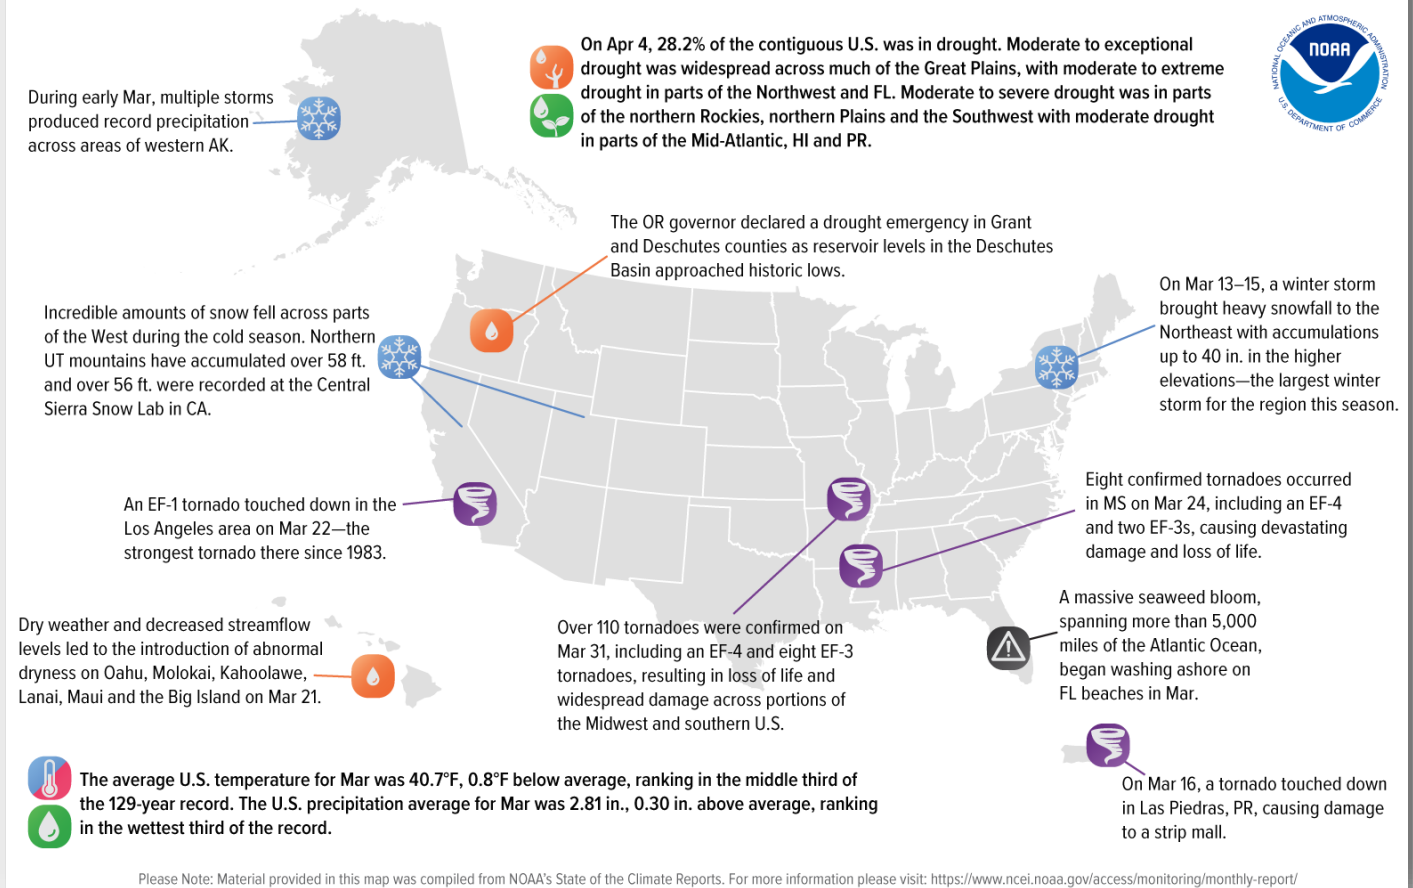 On Apr 4, 28.2% of the contiguous U.S. was in drought. Moderate to exceptional
drought was widespread across much of the Great Plains, with moderate to extreme
drought in parts of the Northwest and FL. Moderate to severe drought was in parts
of the northern Rockies, northern Plains and the Southwest with moderate drought
in parts of the Mid-Atlantic, HI and PR.
NATIONAL OCEANIC AND ATMOSPHERIC ADMINISTRATION
NOAA
U.S. DEPARTMENT OF COMMERCE
During early Mar, multiple storms
produced record precipitation
across areas of western AK.
The OR governor declared a drought emergency in Grant
and Deschutes counties as reservoir levels in the Deschutes
Basin approached historic lows.
On Mar 13–15, a winter storm
brought heavy snowfall to the
Northeast with accumulations
up to 40 in. in the higher
elevations—the largest winter
storm for the region this season.
Incredible amounts of snow fell across parts
of the West during the cold season. Northern
UT mountains have accumulated over 58 ft.
and over 56 ft. were recorded at the Central
Sierra Snow Lab in CA.
An EF-1 tornado touched down in the
Los Angeles area on Mar 22—the
strongest tornado there since 1983.
Eight confirmed tornadoes occurred
in MS on Mar 24, including an EF-4
and two EF-3s, causing devastating
damage and loss of life.
A massive seaweed bloom,
spanning more than 5,000
miles of the Atlantic Ocean,
began washing ashore on
FL beaches in Mar.
Dry weather and decreased streamflow
levels led to the introduction of abnormal
dryness on Oahu, Molokai, Kahoolawe,
Lanai, Maui and the Big Island on Mar 21.
Over 110 tornadoes were confirmed on
Mar 31, including an EF-4 and eight EF-3
tornadoes, resulting in loss of life and
widespread damage across portions of
the Midwest and southern U.S.
On Mar 16, a tornado touched down
in Las Piedras, PR, causing damage
to a strip mall.
The average U.S. temperature for Mar was 40.7°F, 0.8°F below average, ranking in the middle third of
the 129-year record. The U.S. precipitation average for Mar was 2.81 in., 0.30 in. above average, ranking
in the wettest third of the record.
Please Note: Material provided in this map was compiled from NOAA's State of the Climate Reports. For more information please visit: https://www.ncei.noaa.gov/access/monitoring/monthly-report/